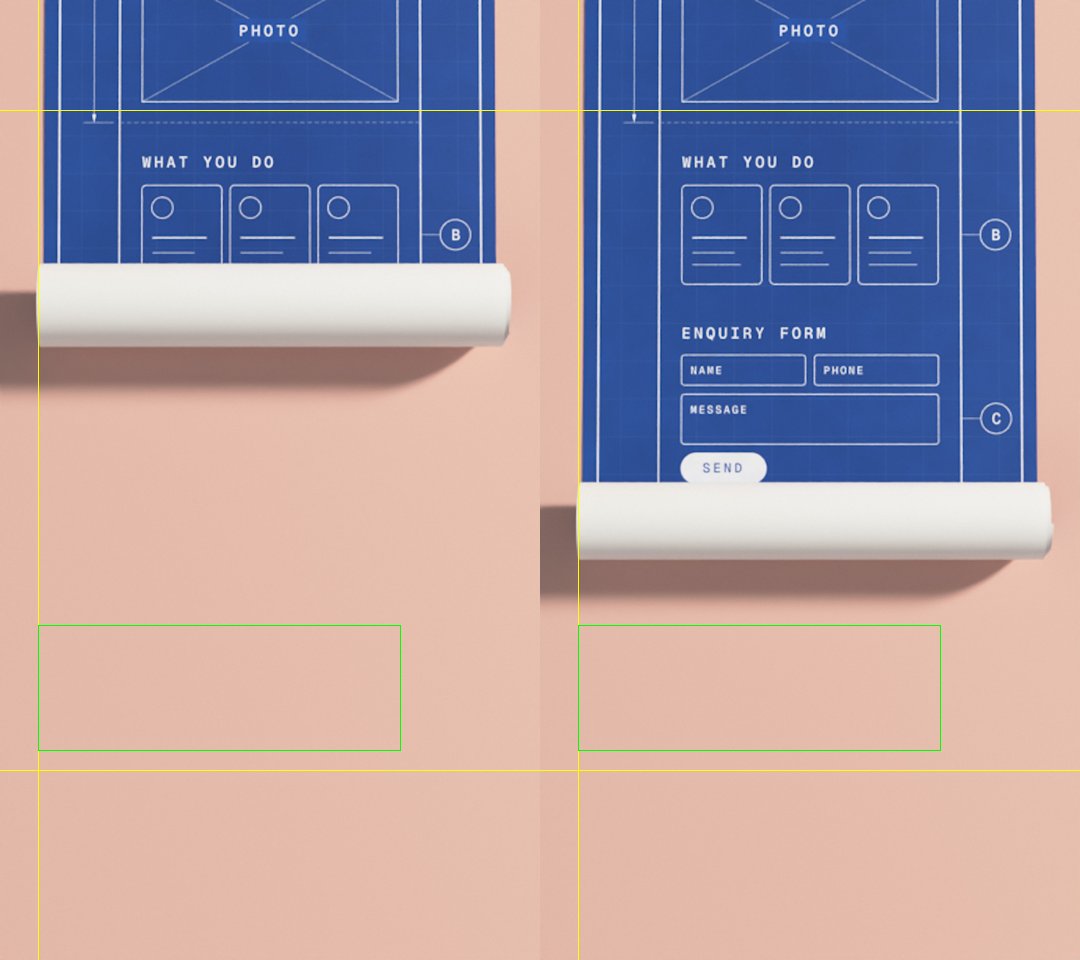 PHOTO
WHAT YOU DO
B
PHOTO
WHAT YOU DO
B
ENQUIRY FORM
NAME PHONE
MESSAGE
C
SEND